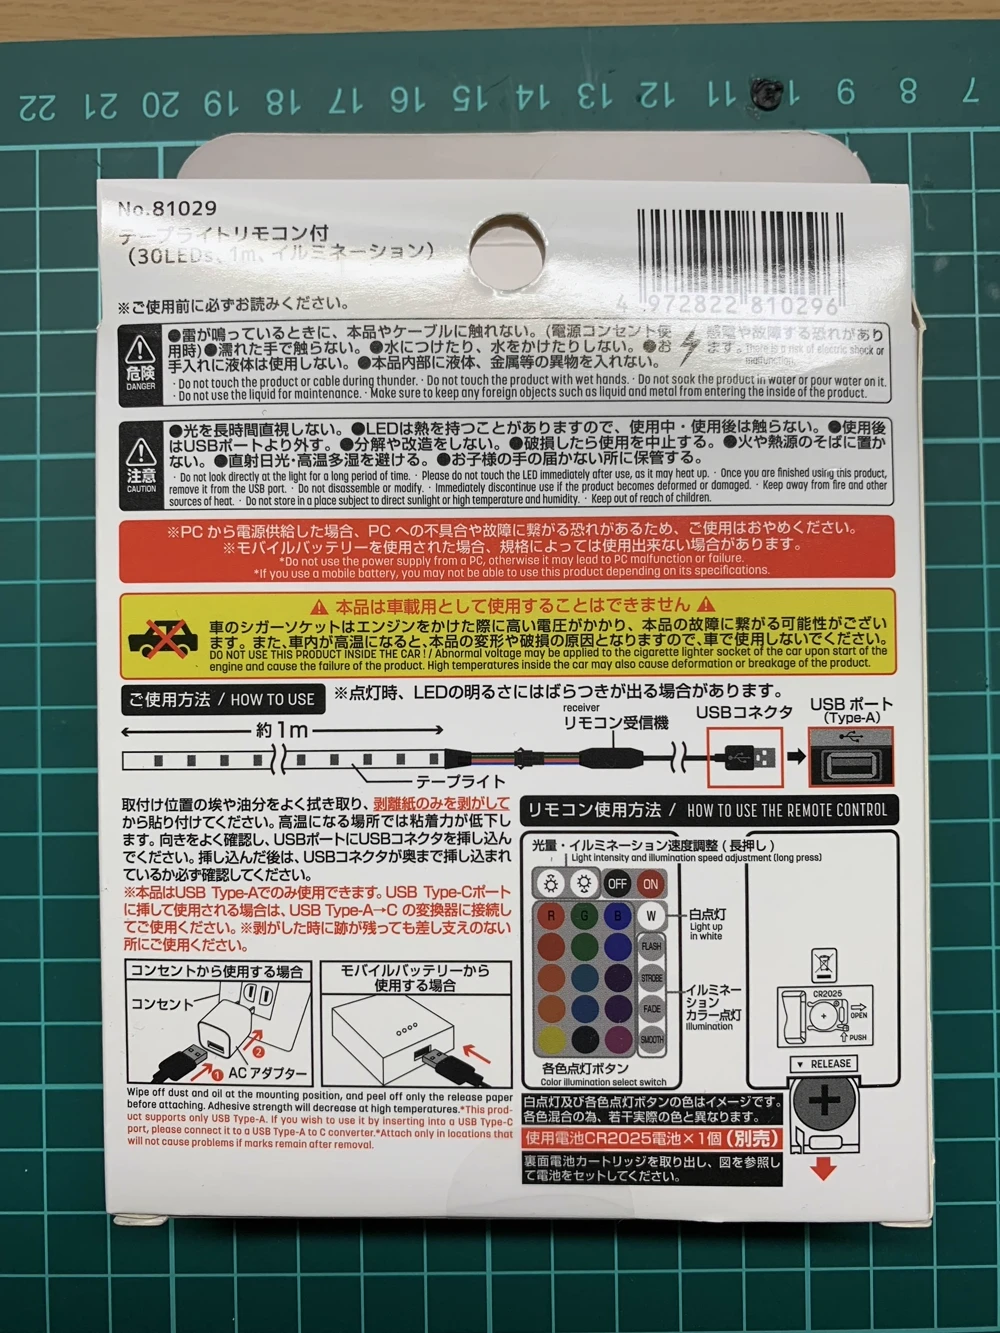 22 21 20 19 18 17 16 15 14 13 12 11 1 9 8 7
No.81029
テープライトリモコン付
(30LEDs、1m、イルミネーション)
4 972822 810296
※ご使用前に必ずお読みください。
危険
DANGER
●雷が鳴っているときに、本品やケーブルに触れない。(電源コンセント使
用時)●濡れた手で触らない。●水につけたり、水をかけたりしない。●お
手入れに液体は使用しない。●本品内部に液体、金属等の異物を入れない。
感電や故障する恐れがあり
ます。There is a risk of electric shock or
malfunction.
・Do not touch the product or cable during thunder. ・Do not touch the product with wet hands. ・Do not soak the product in water or pour water on it.
・Do not use the liquid for maintenance. ・Make sure to keep any foreign objects such as liquid and metal from entering the inside of the product.
注意
CAUTION
●光を長時間直視しない。●LEDは熱を持つことがありますので、使用中・使用後は触らない。●使用後
はUSBポートより外す。●分解や改造をしない。●破損したら使用を中止する。●火や熱源のそばに置か
ない。●直射日光・高温多湿を避ける。●お子様の手の届かない所に保管する。
・Do not look directly at the light for a long period of time. ・Please do not touch the LED immediately after use, as it may heat up. ・Once you are finished using this product,
remove it from the USB port. ・Do not disassemble or modify. ・Immediately discontinue use if the product becomes deformed or damaged. ・Keep away from fire and other
sources of heat. ・Do not store in a place subject to direct sunlight or high temperature and humidity. ・Keep out of reach of children.
※PC から電源供給した場合、PC への不具合や故障に繋がる恐れがあるため、ご使用はおやめください。
※モバイルバッテリーを使用された場合、規格によっては使用出来ない場合があります。
*Do not use the power supply from a PC, otherwise it may lead to PC malfunction or failure.
*If you use a mobile battery, you may not be able to use this product depending on its specifications.
本品は車載用として使用することはできません
車のシガーソケットはエンジンをかけた際に高い電圧がかかり、本品の故障に繋がる可能性がござい
ます。また、車内が高温になると、本品の変形や破損の原因となりますので、車で使用しないでください。
DO NOT USE THIS PRODUCT INSIDE THE CAR! / Abnormal voltage may be applied to the cigarette lighter socket of the car upon start of the
engine and cause the failure of the product. High temperatures inside the car may also cause deformation or breakage of the product.
ご使用方法 / HOW TO USE
※点灯時、LEDの明るさにはばらつきが出る場合があります。
約1m
receiver
リモコン受信機
USBコネクタ
USB ポート
(Type-A)
テープライト
取付け位置の埃や油分をよく拭き取り、剥離紙のみを剥がして
から貼り付けてください。高温になる場所では粘着力が低下し
ます。向きをよく確認し、USBポートにUSBコネクタを挿し込ん
でください。挿し込んだ後は、USBコネクタが奥まで挿し込まれ
ているか必ず確認してください。
※本品はUSB Type-Aでのみ使用できます。USB Type-Cポート
に挿して使用される場合は、USB Type-A→C の変換器に接続し
てご使用ください。※剥がした時に跡が残っても差し支えのない
所にご使用ください。
コンセントから使用する場合
コンセント
1
2
AC アダプター
モバイルバッテリーから
使用する場合
Wipe off dust and oil at the mounting position, and peel off only the release paper
before attaching. Adhesive strength will decrease at high temperatures.*This prod-
uct supports only USB Type-A. If you wish to use it by inserting into a USB Type-C
port, please connect it to a USB Type-A to C converter.*Attach only in locations that
will not cause problems if marks remain after removal.
リモコン使用方法 / HOW TO USE THE REMOTE CONTROL
光量・イルミネーション速度調整 ( 長押し )
Light intensity and illumination speed adjustment (long press)
OFF ON
R G B W
FLASH
STROBE
FADE
SMOOTH
白点灯
Light up
in white
イルミネー
ション
カラー点灯
Illumination
各色点灯ボタン
Color illumination select switch
CR2025
OPEN
PUSH
▼ RELEASE
白点灯及び各色点灯ボタンの色はイメージです。
各色混合の為、若干実際の色と異なります。
使用電池CR2025電池×1個 (別売)
裏面電池カートリッジを取り出し、図を参照し
て電池をセットしてください。